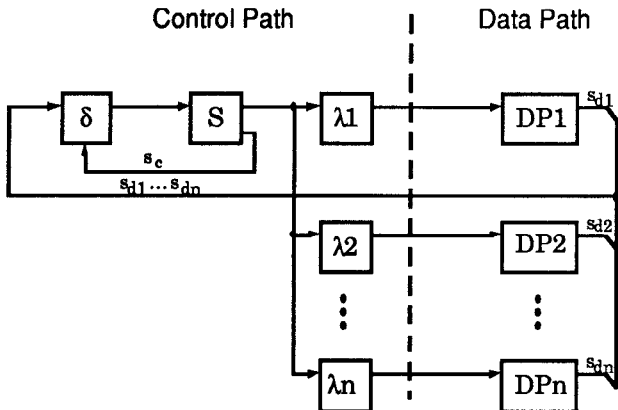 Control Path
Data Path
δ
S
λ1
DP1
s_d1
s_c
s_d1...s_dn
λ2
DP2
s_d2
λn
DPn
s_dn